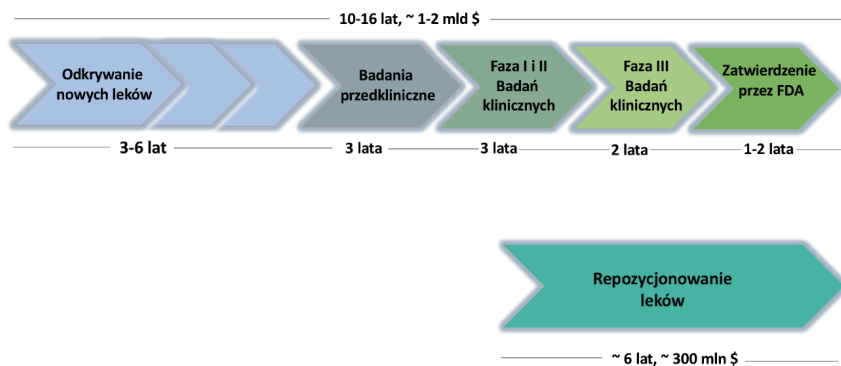 10-16 lat, ~ 1-2 mld $
Odkrywanie
nowych leków
Badania
przedkliniczne
Faza I i II
Badań
klinicznych
Faza III
Badań
klinicznych
Zatwierdzenie
przez FDA
3-6 lat
3 lata
3 lata
2 lata
1-2 lata
Repozycjonowanie
leków
~ 6 lat, ~ 300 mln $